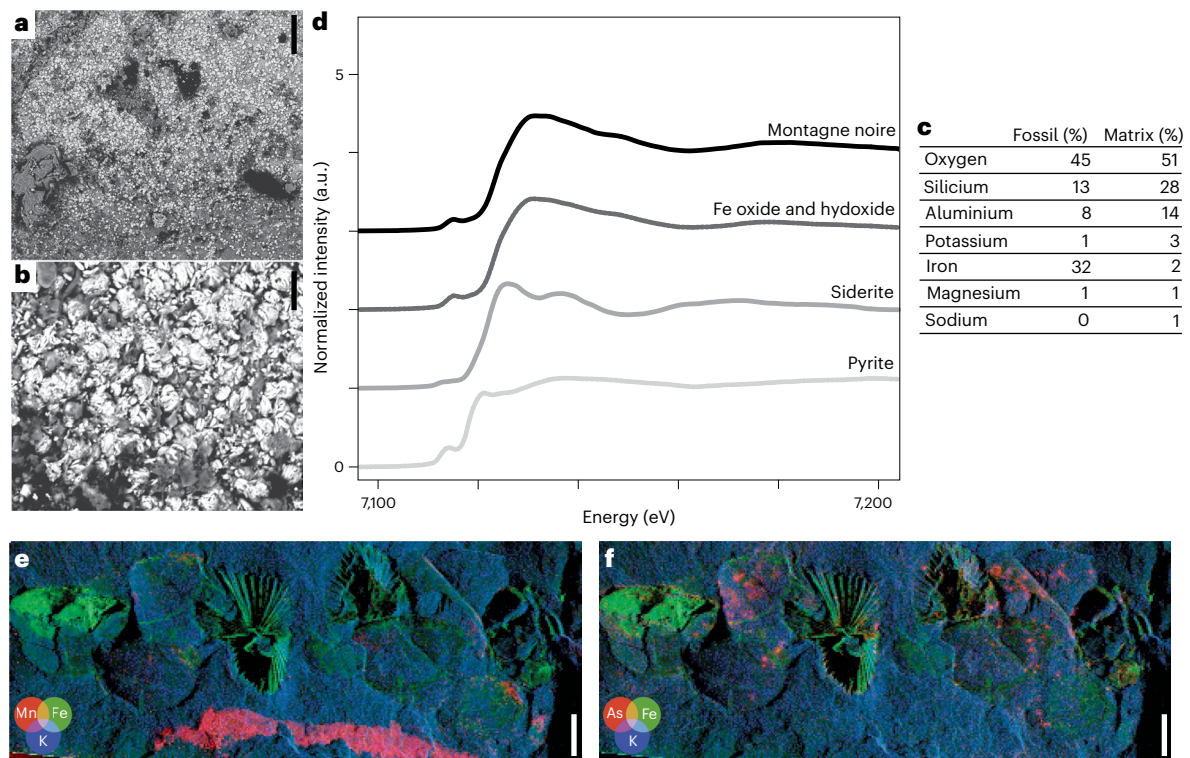 a
b
d
Normalized intensity (a.u.)
5
0
Montagne noire
Fe oxide and hydoxide
Siderite
Pyrite
7,100 7,200
Energy (eV)
c
Fossil (%) Matrix (%)
Oxygen 45 51
Silicium 13 28
Aluminium 8 14
Potassium 1 3
Iron 32 2
Magnesium 1 1
Sodium 0 1
e
Mn Fe
K
f
As Fe
K